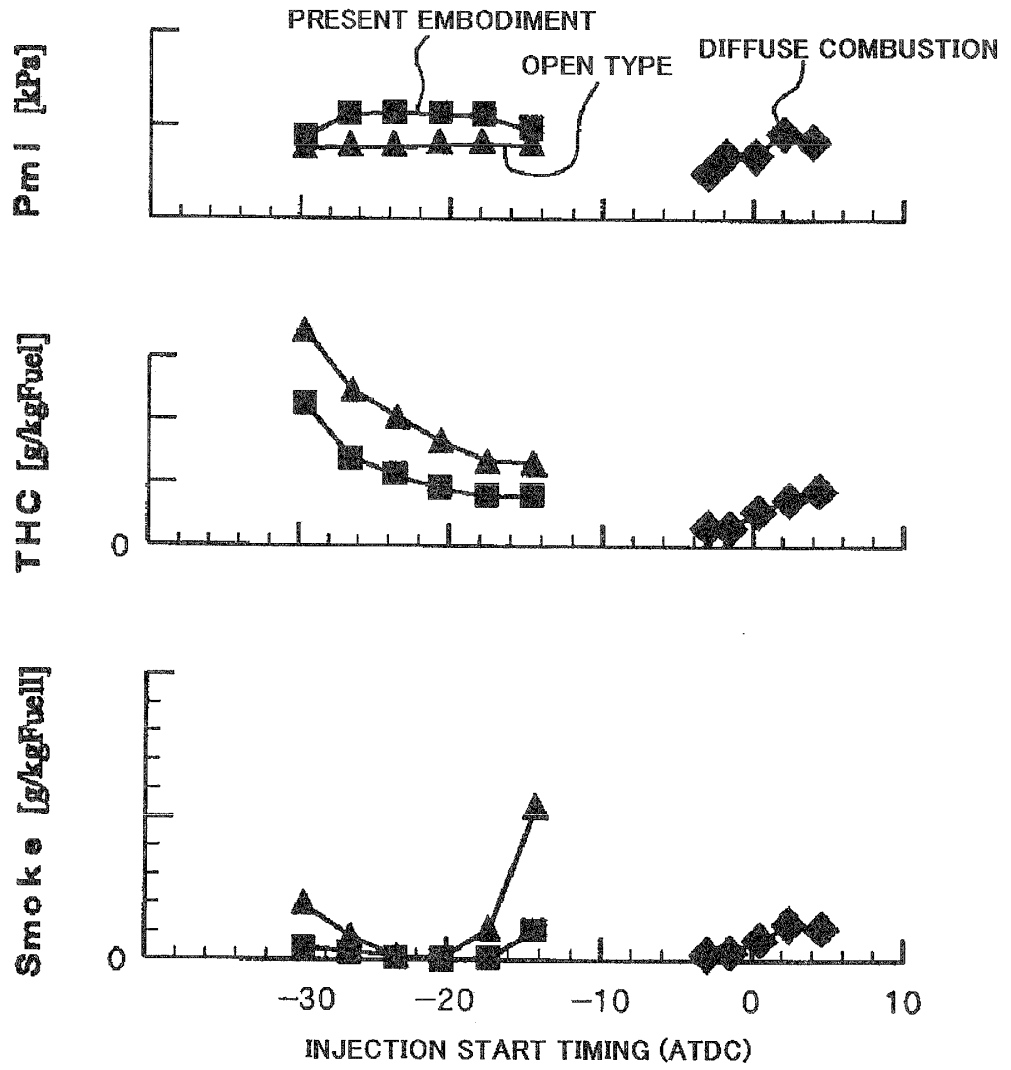 PRESENT EMBODIMENT
OPEN TYPE
DIFFUSE COMBUSTION
Pmi [kPa]
THC [g/kgFuel]
0
Smoke [g/kgFuel]
0
-30 -20 -10 0 10
INJECTION START TIMING (ATDC)